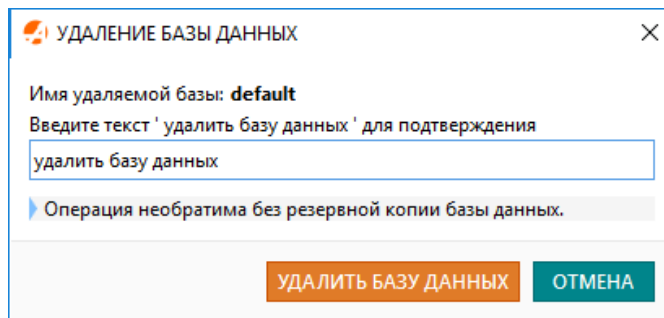 УДАЛЕНИЕ БАЗЫ ДАННЫХ
Имя удаляемой базы: default
Введите текст ' удалить базу данных ' для подтверждения
удалить базу данных
Операция необратима без резервной копии базы данных.
УДАЛИТЬ БАЗУ ДАННЫХ ОТМЕНА